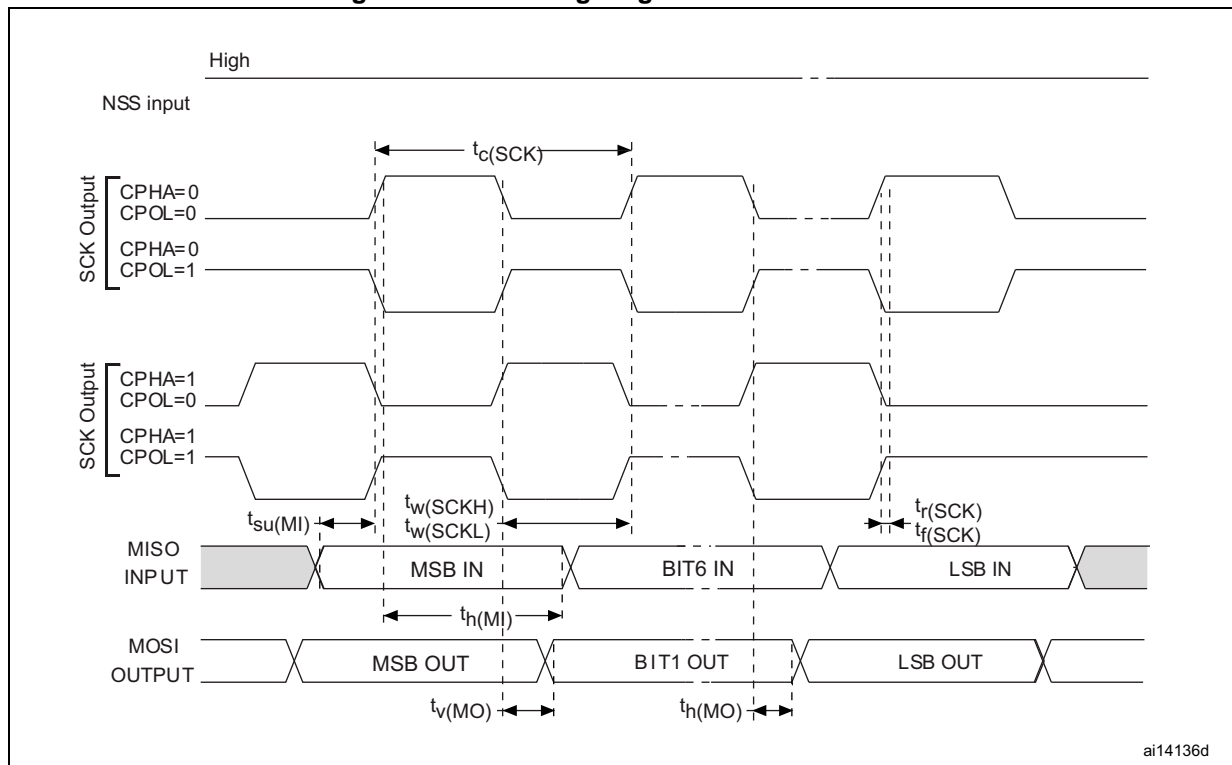 High
NSS input
tc(SCK)
SCK Output
CPHA=0
CPOL=0
CPHA=0
CPOL=1
SCK Output
CPHA=1
CPOL=0
CPHA=1
CPOL=1
tsu(MI)
tw(SCKH)
tw(SCKL)
tr(SCK)
tf(SCK)
MISO
INPUT
MSB IN
BIT6 IN
LSB IN
th(MI)
MOSI
OUTPUT
MSB OUT
BIT1 OUT
LSB OUT
tv(MO)
th(MO)
ai14136d